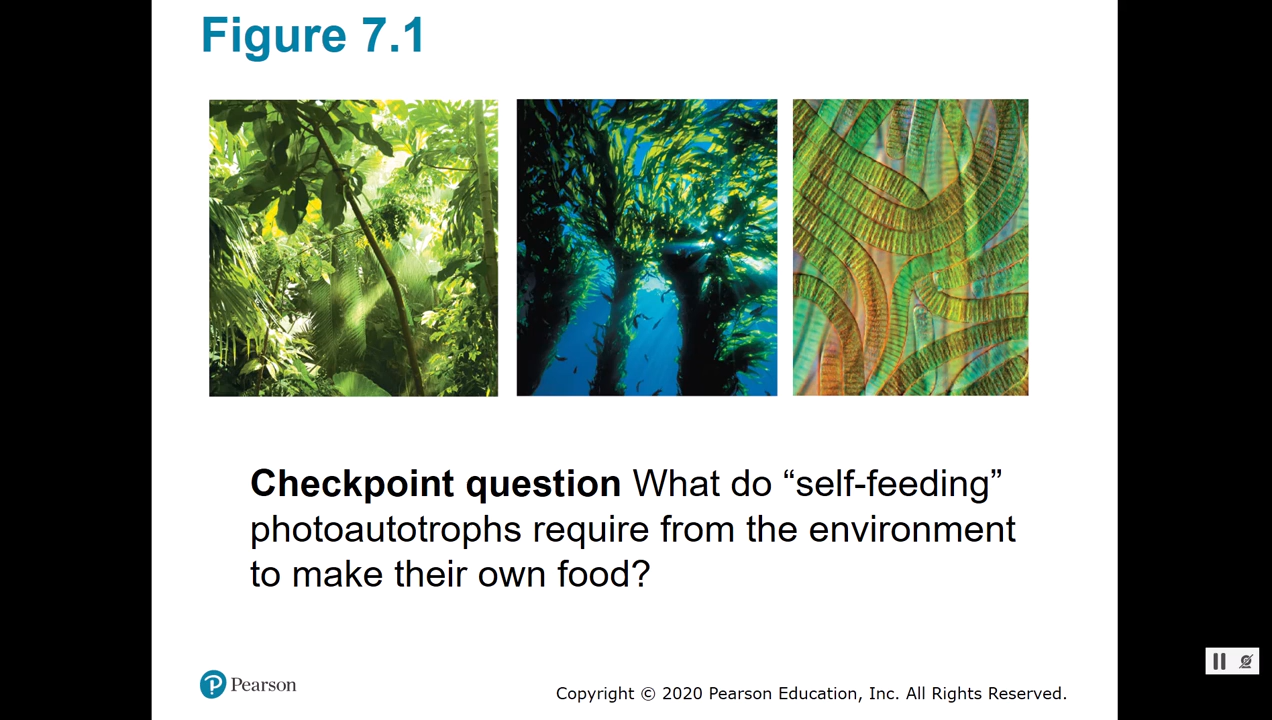 Figure 7.1
Checkpoint question What do “self-feeding”
photoautotrophs require from the environment
to make their own food?
Pearson
Copyright © 2020 Pearson Education, Inc. All Rights Reserved.